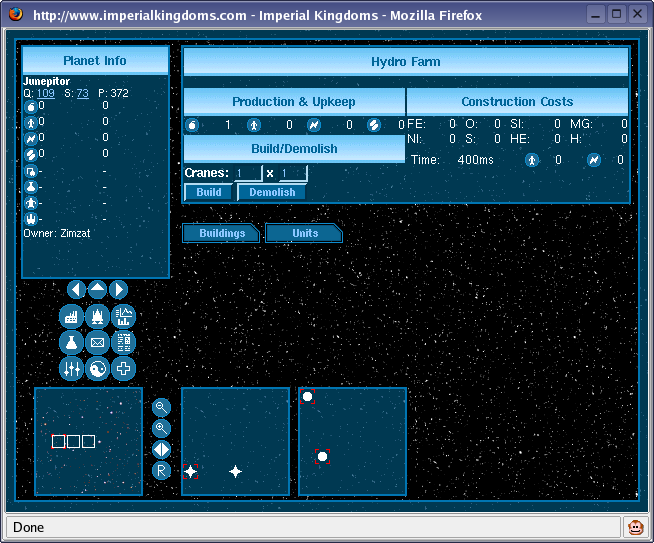 http://www.imperialkingdoms.com - Imperial Kingdoms - Mozilla Firefox
Planet Info
Junepitor
Q: 109 S: 73 P: 372
0 0
0 0
0 0
0 0
- -
- -
- -
- -
Owner: Zimzat
Hydro Farm
Production & Upkeep
1 0 0 0
Build/Demolish
Cranes: 1 x 1
Build Demolish
Construction Costs
FE: 0 O: 0 SI: 0 MG: 0
NI: 0 S: 0 HE: 0 H: 0
Time: 400ms 0 0
Buildings Units
R
Done